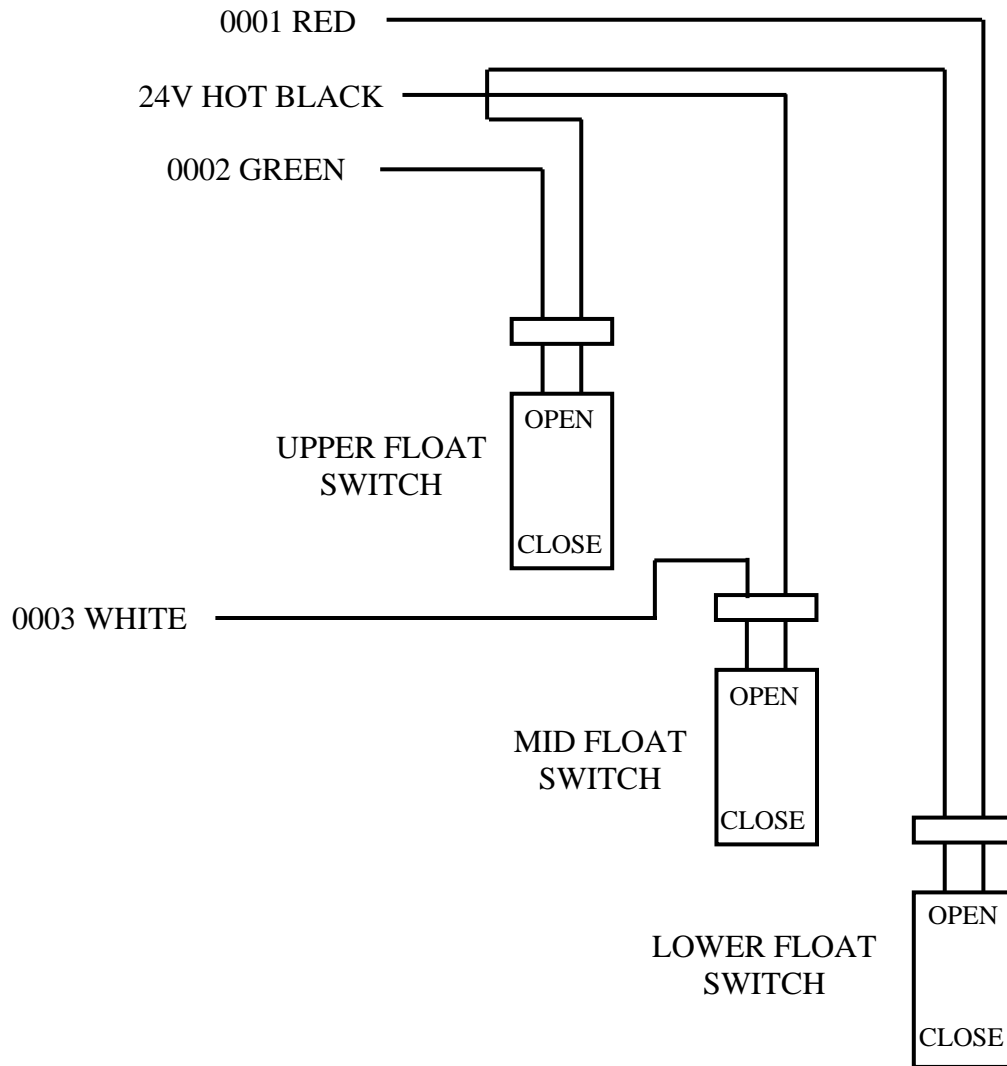 0001 RED
24V HOT BLACK
0002 GREEN
OPEN
UPPER FLOAT
SWITCH
CLOSE
0003 WHITE
OPEN
MID FLOAT
SWITCH
CLOSE
OPEN
LOWER FLOAT
SWITCH
CLOSE